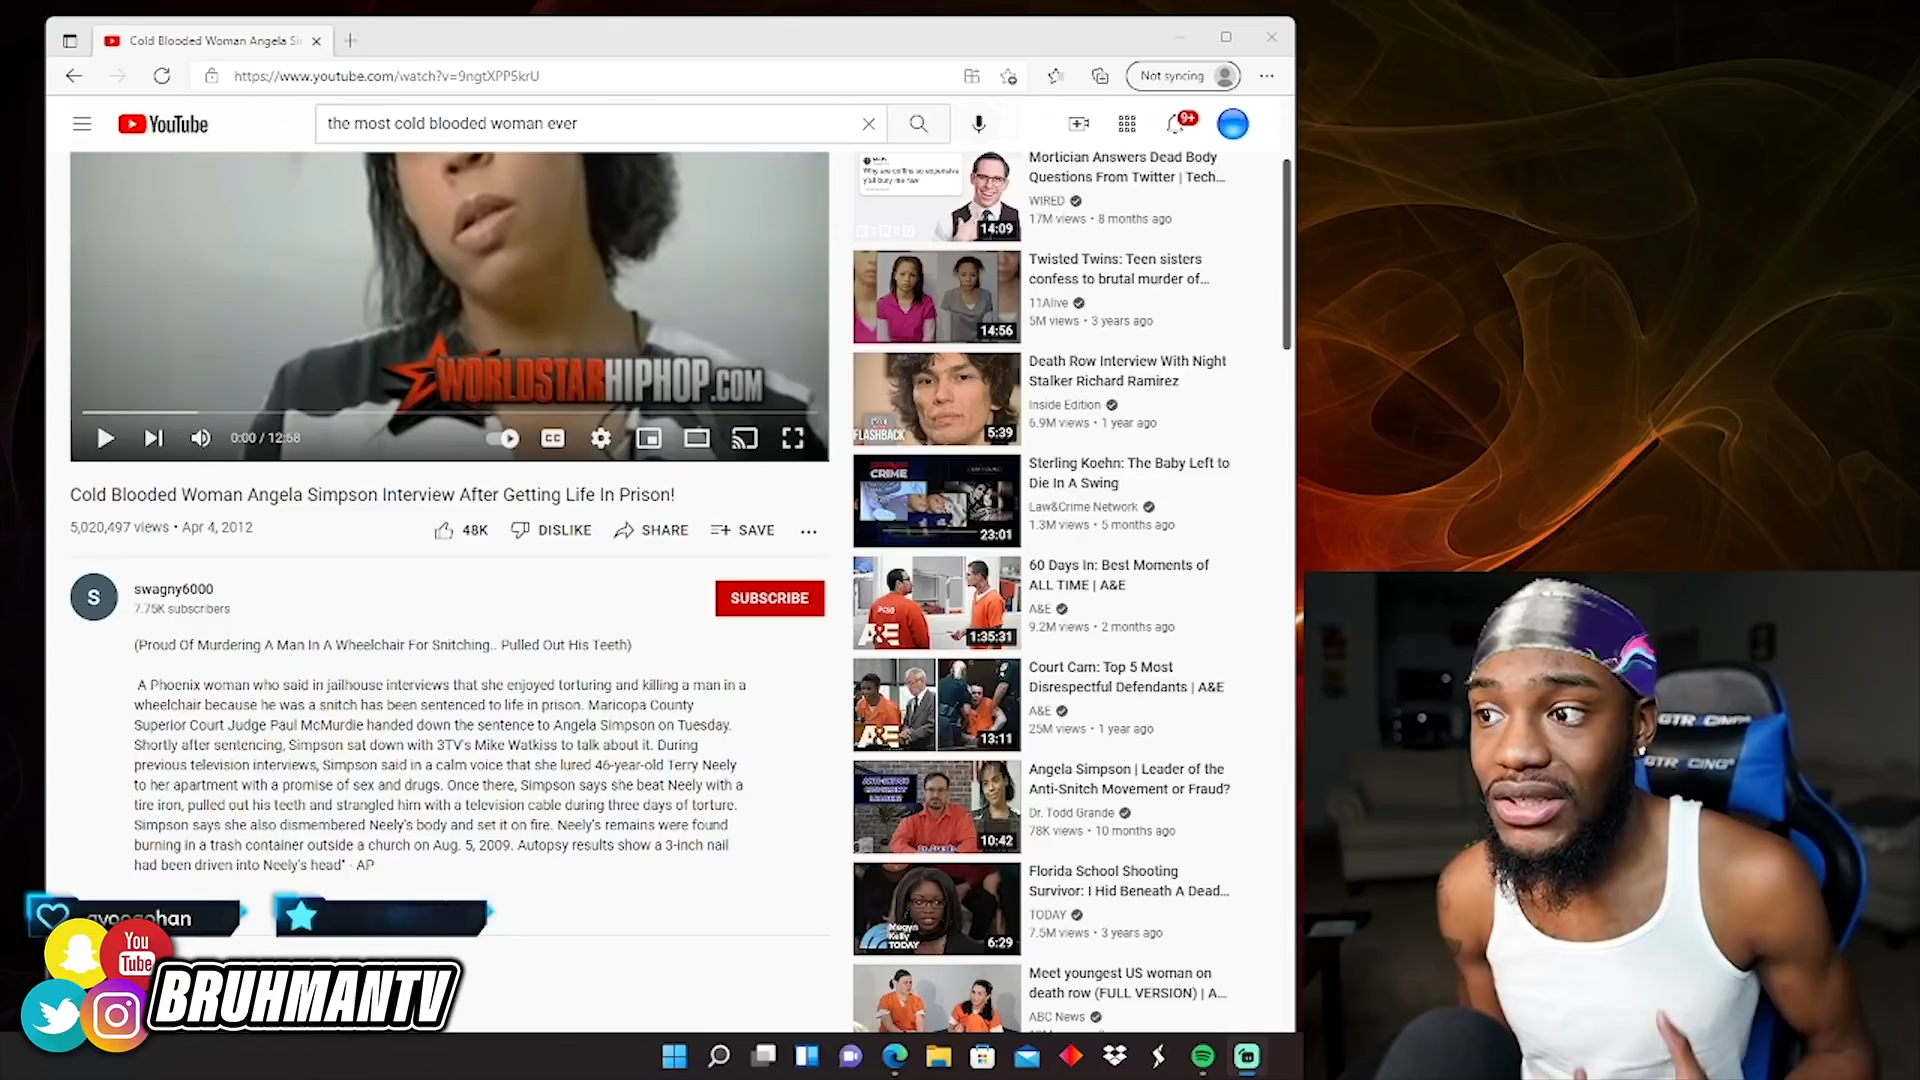 Cold Blooded Woman Angela Si
https://www.youtube.com/watch?v=9ngtXPP5krU
Not syncing
YouTube
the most cold blooded woman ever
9+
WORLDSTARHIPHOP.COM
0:00 / 12:58
CC
Cold Blooded Woman Angela Simpson Interview After Getting Life In Prison!
5,020,497 views • Apr 4, 2012
48K
DISLIKE
SHARE
SAVE
S
swagny6000
7.75K subscribers
SUBSCRIBE
(Proud Of Murdering A Man In A Wheelchair For Snitching.. Pulled Out His Teeth)
A Phoenix woman who said in jailhouse interviews that she enjoyed torturing and killing a man in a
wheelchair because he was a snitch has been sentenced to life in prison. Maricopa County
Superior Court Judge Paul McMurdie handed down the sentence to Angela Simpson on Tuesday.
Shortly after sentencing, Simpson sat down with 3TV's Mike Watkiss to talk about it. During
previous television interviews, Simpson said in a calm voice that she lured 46-year-old Terry Neely
to her apartment with a promise of sex and drugs. Once there, Simpson says she beat Neely with a
tire iron, pulled out his teeth and strangled him with a television cable during three days of torture.
Simpson says she also dismembered Neely's body and set it on fire. Neely's remains were found
burning in a trash container outside a church on Aug. 5, 2009. Autopsy results show a 3-inch nail
had been driven into Neely's head" - AP
Why are coffins so expensive
y'all bury me raw
14:09
Mortician Answers Dead Body
Questions From Twitter | Tech...
WIRED
17M views • 8 months ago
14:56
Twisted Twins: Teen sisters
confess to brutal murder of...
11Alive
5M views • 3 years ago
FLASHBACK
5:39
Death Row Interview With Night
Stalker Richard Ramirez
Inside Edition
6.9M views • 1 year ago
CRIME
23:01
Sterling Koehn: The Baby Left to
Die In A Swing
Law&Crime Network
1.3M views • 5 months ago
A&E
1:35:31
60 Days In: Best Moments of
ALL TIME | A&E
A&E
9.2M views • 2 months ago
A&E
13:11
Court Cam: Top 5 Most
Disrespectful Defendants | A&E
A&E
25M views • 1 year ago
10:42
Angela Simpson | Leader of the
Anti-Snitch Movement or Fraud?
Dr. Todd Grande
78K views • 10 months ago
Megyn
Kelly
TODAY
6:29
Florida School Shooting
Survivor: I Hid Beneath A Dead...
TODAY
7.5M views • 3 years ago
Meet youngest US woman on
death row (FULL VERSION) | A...
ABC News
You
Tube
BRUHMANTV
GTRACING
GTRACING